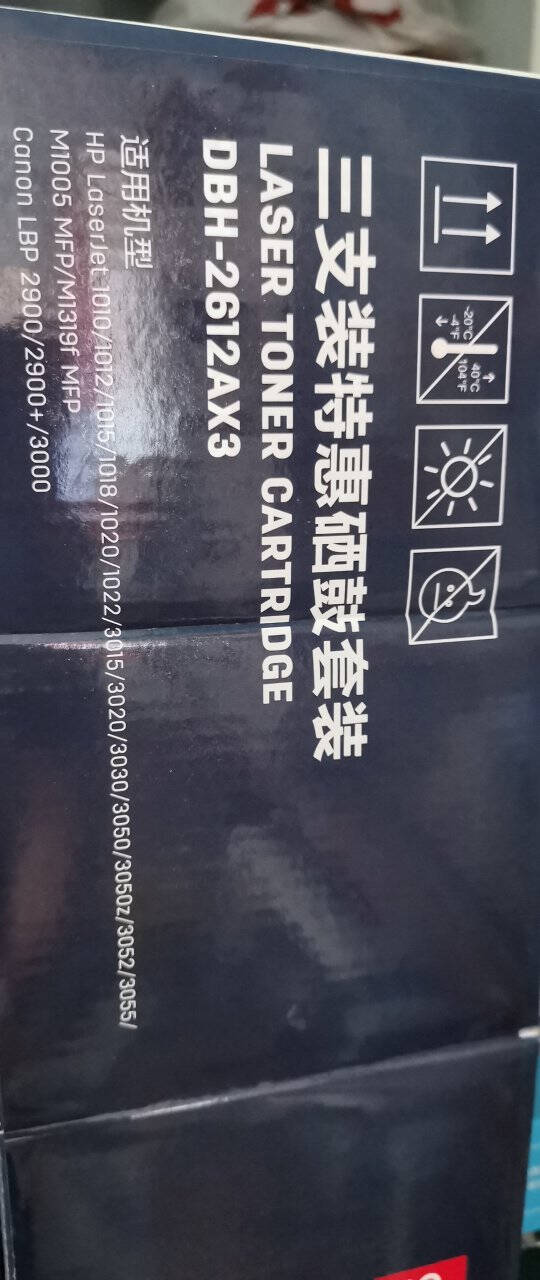 -20°C
-4°F
40°C
104°F
三支装特惠硒鼓套装
LASER TONER CARTRIDGE
DBH-2612AX3
适用机型
HP LaserJet 1010/1012/1015/1018/1020/1022/3015/3020/3030/3050/3050z/3052/3055/
M1005 MFP/M1319f MFP
Canon LBP 2900/2900+/3000